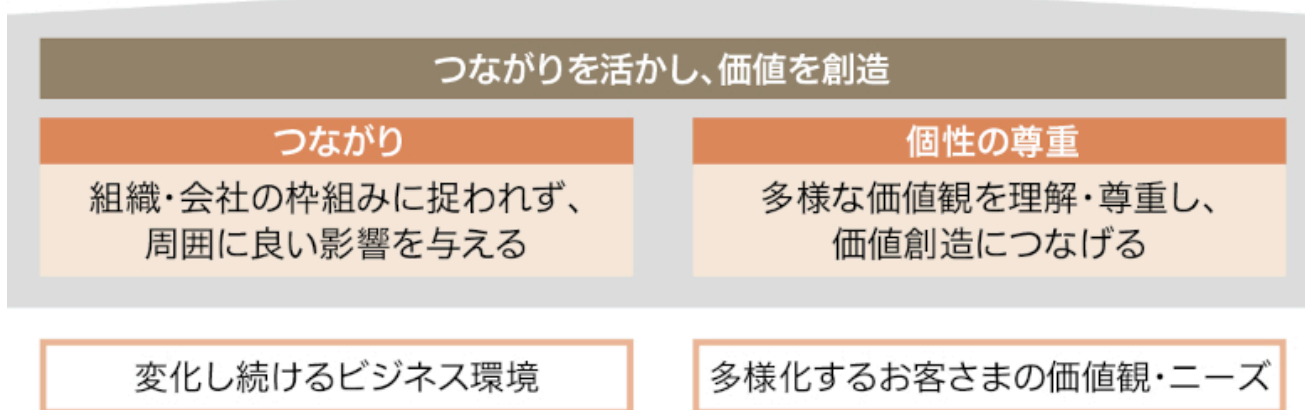 つながりを活かし、価値を創造
つながり
組織・会社の枠組みに捉われず、
周囲に良い影響を与える
個性の尊重
多様な価値観を理解・尊重し、
価値創造につなげる
変化し続けるビジネス環境
多様化するお客さまの価値観・ニーズ